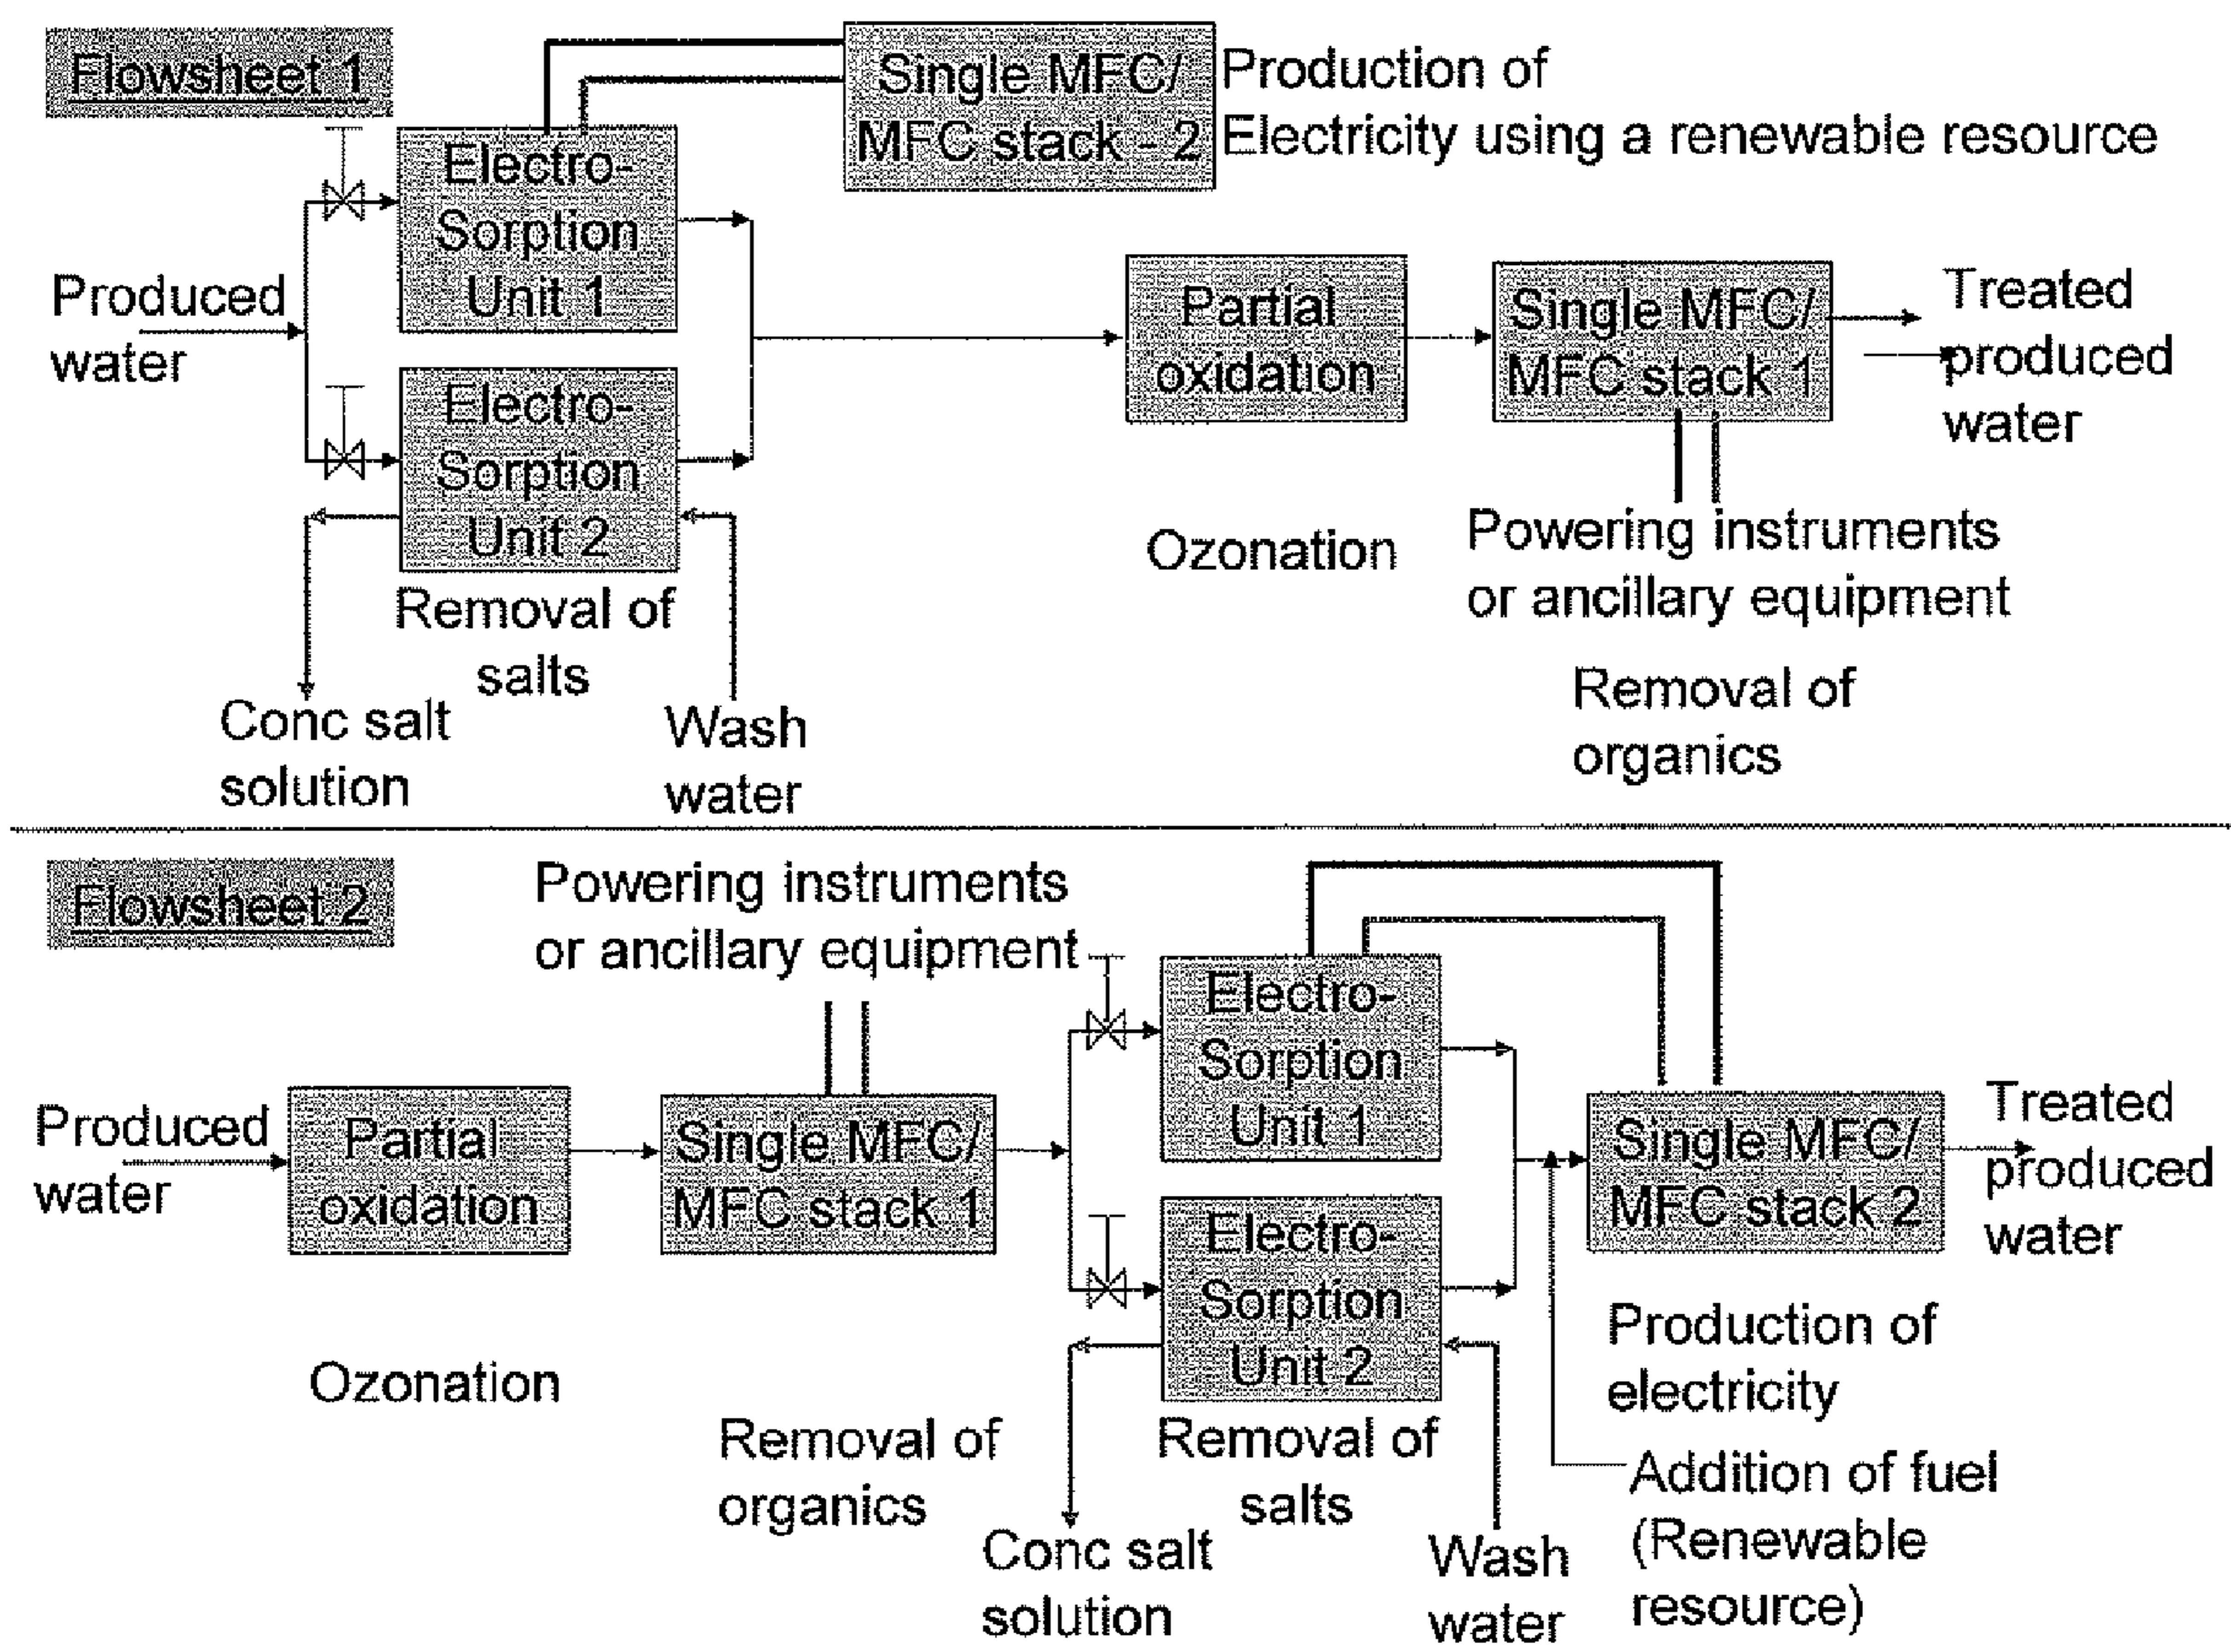 Flowsheet 1
Single MFC/
MFC stack - 2
Production of
Electricity using a renewable resource
Electro-
Sorption
Unit 1
Produced
water
Electro-
Sorption
Unit 2
Removal of
salts
Conc salt
solution
Wash
water
Partial
oxidation
Ozonation
Single MFC/
MFC stack 1
Treated
produced
water
Powering instruments
or ancillary equipment
Removal of
organics
Flowsheet 2
Powering instruments
or ancillary equipment
Produced
water
Partial
oxidation
Ozonation
Single MFC/
MFC stack 1
Removal of
organics
Electro-
Sorption
Unit 1
Electro-
Sorption
Unit 2
Removal of
salts
Conc salt
solution
Wash
water
Single MFC/
MFC stack 2
Treated
produced
water
Production of
electricity
Addition of fuel
(Renewable
resource)